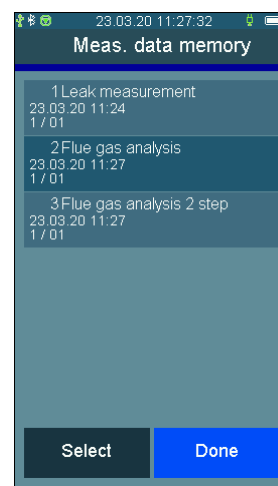 23.03.20 11:27:32
Meas. data memory
1 Leak measurement
23.03.20 11:24
1 / 01
2 Flue gas analysis
23.03.20 11:27
1 / 01
3 Flue gas analysis 2 step
23.03.20 11:27
1 / 01
Select Done